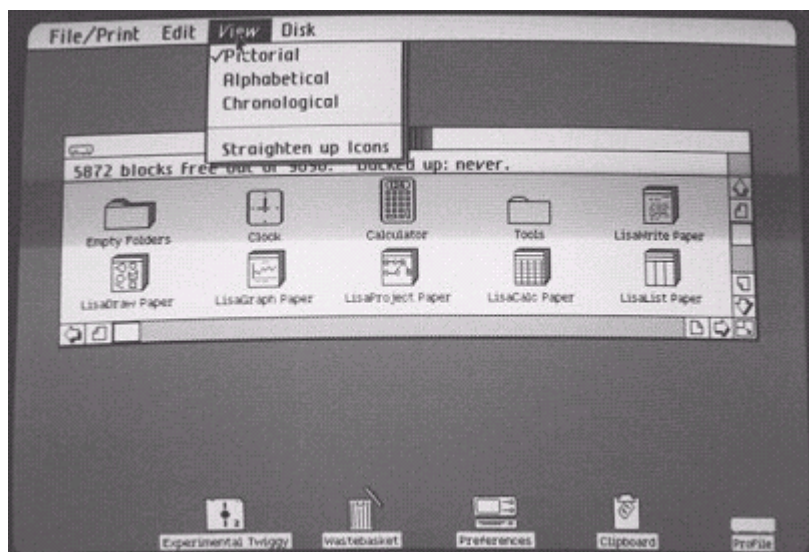 File/Print Edit View Disk
✓Pictorial
Alphabetical
Chronological
Straighten up Icons
5872 blocks free out of 9690. Backed up: never.
Empty Folders Clock Calculator Tools LisaWrite Paper
LisaDraw Paper LisaGraph Paper LisaProject Paper LisaCalc Paper LisaList Paper
Experimental Twiggy Wastebasket Preferences Clipboard ProFile